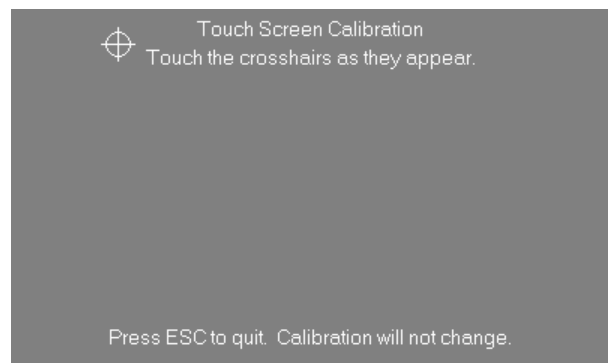 Touch Screen Calibration
Touch the crosshairs as they appear.
Press ESC to quit.  Calibration will not change.